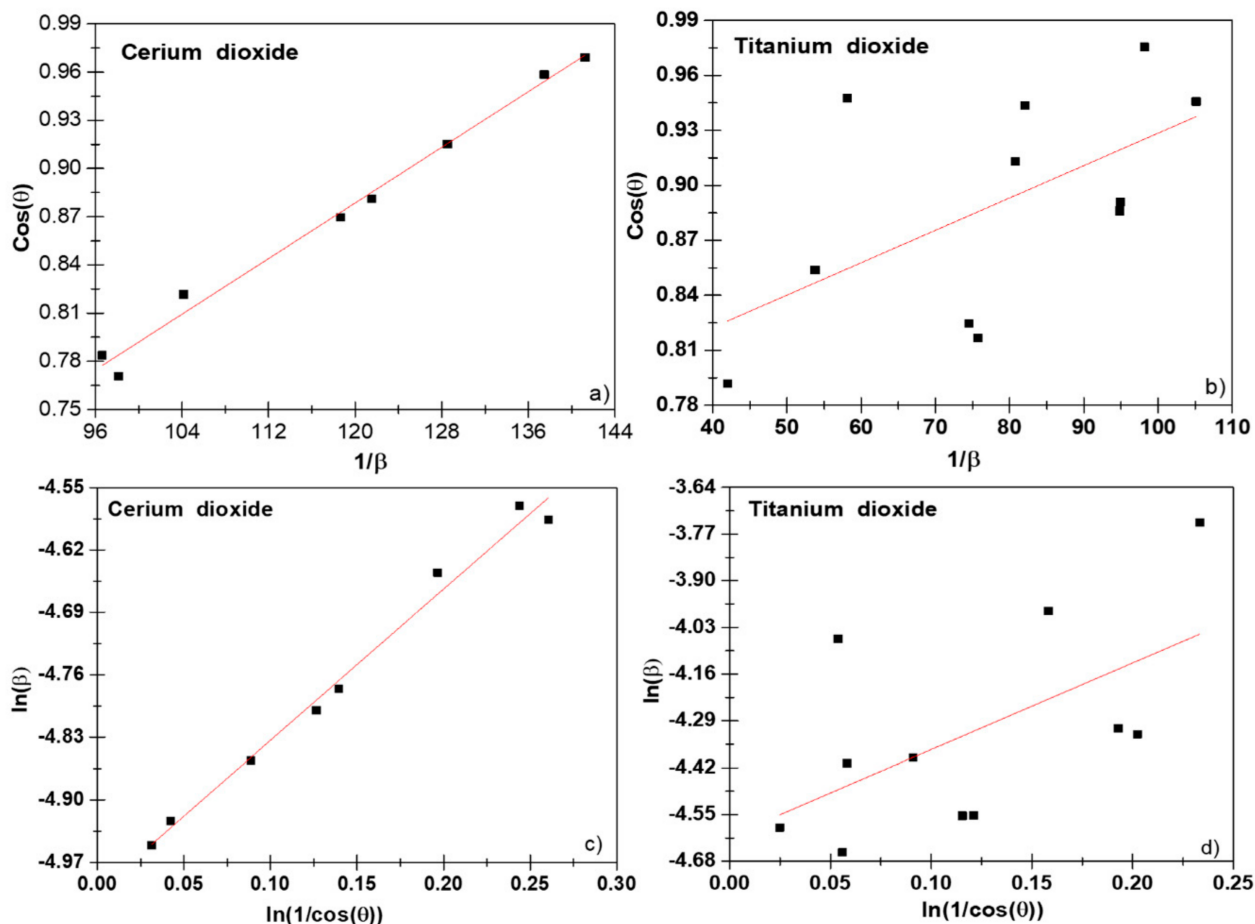 Cerium dioxide
0.99
0.96
0.93
0.90
0.87
0.84
0.81
0.78
0.75
Cos(θ)
96 104 112 120 128 136 144
1/β
a)
Titanium dioxide
0.99
0.96
0.93
0.90
0.87
0.84
0.81
0.78
Cos(θ)
40 50 60 70 80 90 100 110
1/β
b)
Cerium dioxide
-4.55
-4.62
-4.69
-4.76
-4.83
-4.90
-4.97
ln(β)
0.00 0.05 0.10 0.15 0.20 0.25 0.30
ln(1/cos(θ))
c)
Titanium dioxide
-3.64
-3.77
-3.90
-4.03
-4.16
-4.29
-4.42
-4.55
-4.68
ln(β)
0.00 0.05 0.10 0.15 0.20 0.25
ln(1/cos(θ))
d)